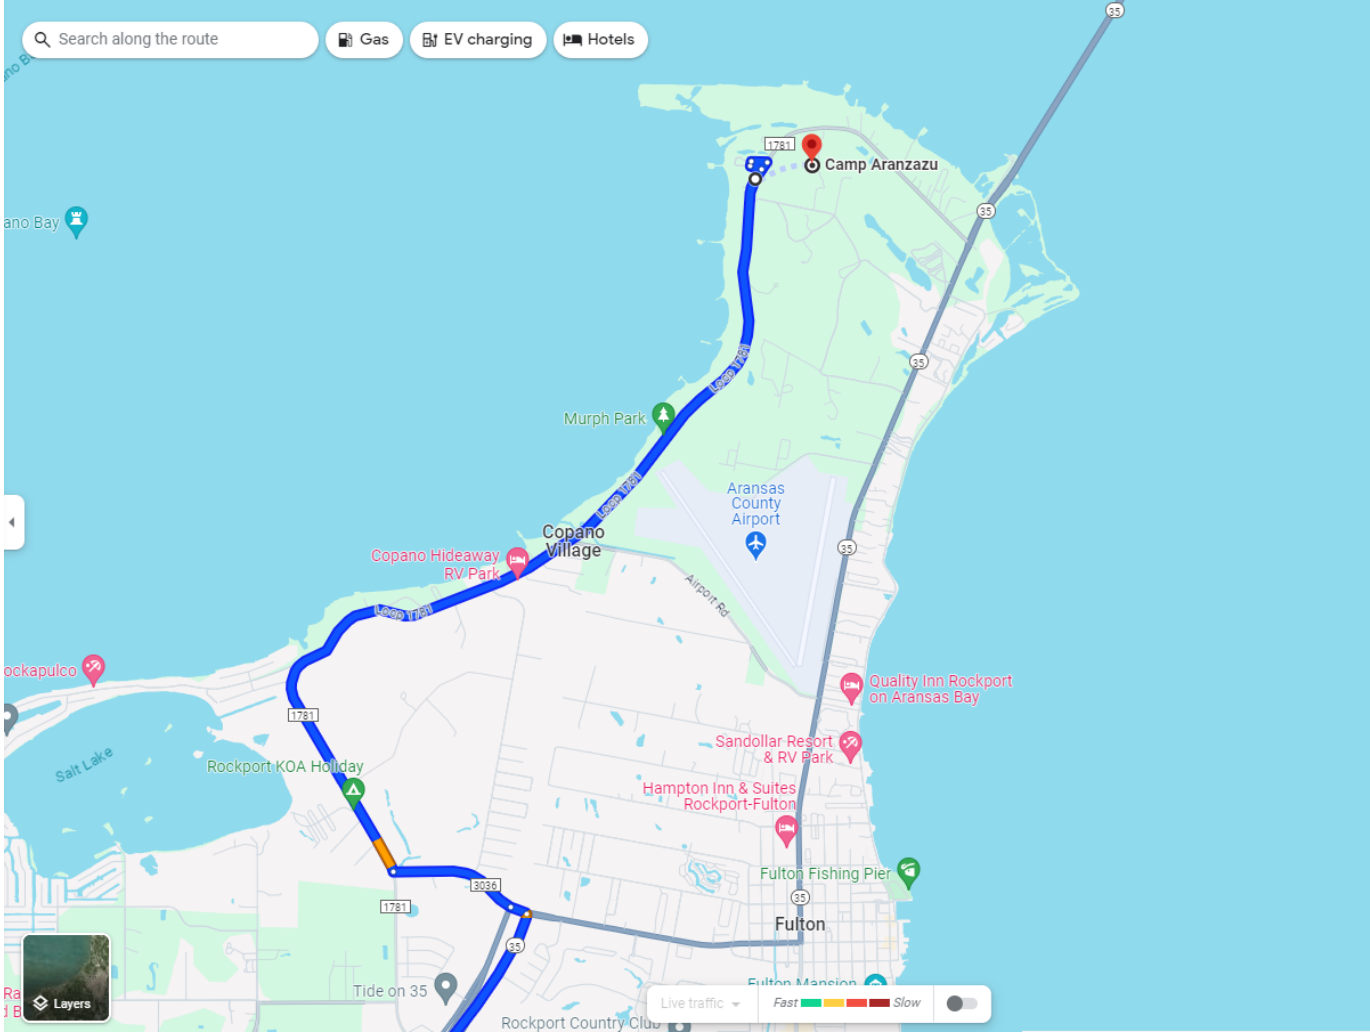 35
Search along the route
Gas
EV charging
Hotels
1781
Camp Aranzazu
ano Bay
35
Loop 1781
35
Murph Park
Loop 1781
Aransas
County
Airport
Copano
Village
35
Copano Hideaway
RV Park
Airport Rd
Loop 1781
ockapulco
Quality Inn Rockport
on Aransas Bay
1781
Sandollar Resort
& RV Park
Salt Lake
Rockport KOA Holiday
Hampton Inn & Suites
Rockport-Fulton
Fulton Fishing Pier
3036
35
1781
Fulton
35
Tide on 35
Fulton Mansion
Ra
d B
Layers
Live traffic
Fast
Slow
Rockport Country Club